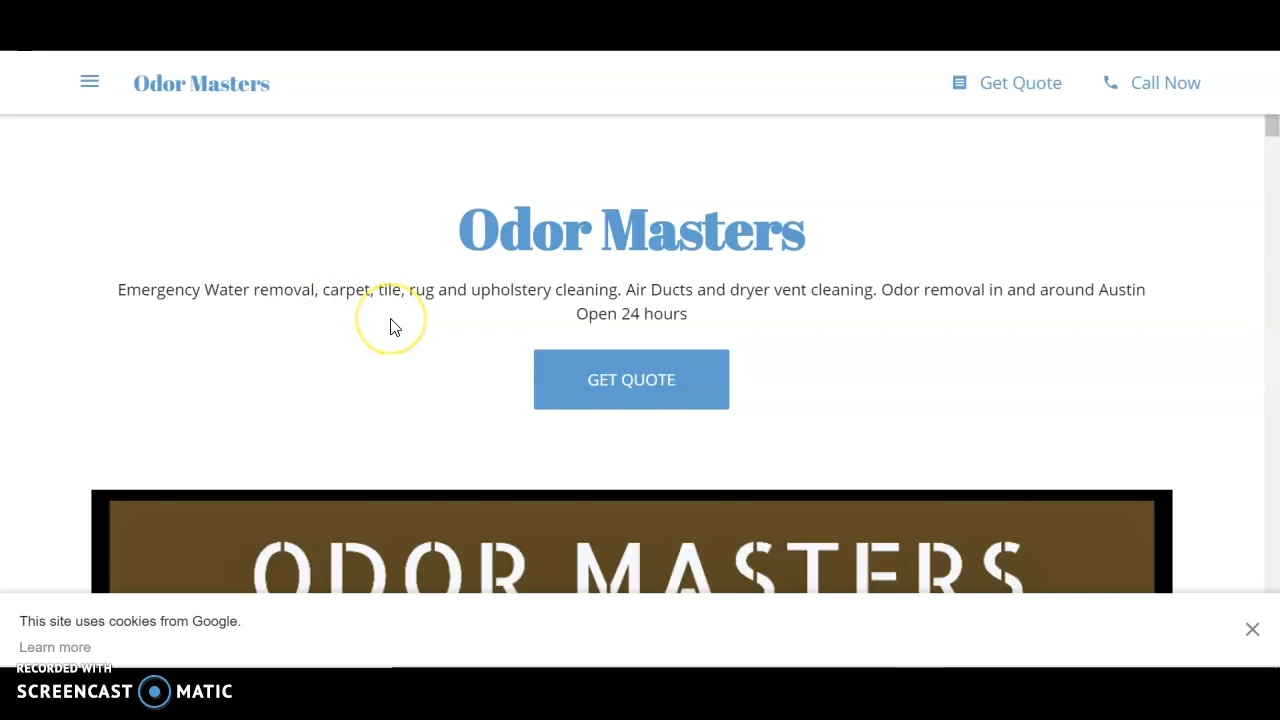 Odor Masters
Get Quote
Call Now
Odor Masters
Emergency Water removal, carpet, tile, rug and upholstery cleaning. Air Ducts and dryer vent cleaning. Odor removal in and around Austin
Open 24 hours
GET QUOTE
ODOR MASTERS
This site uses cookies from Google.
Learn more
RECORDED WITH
SCREENCAST MATIC